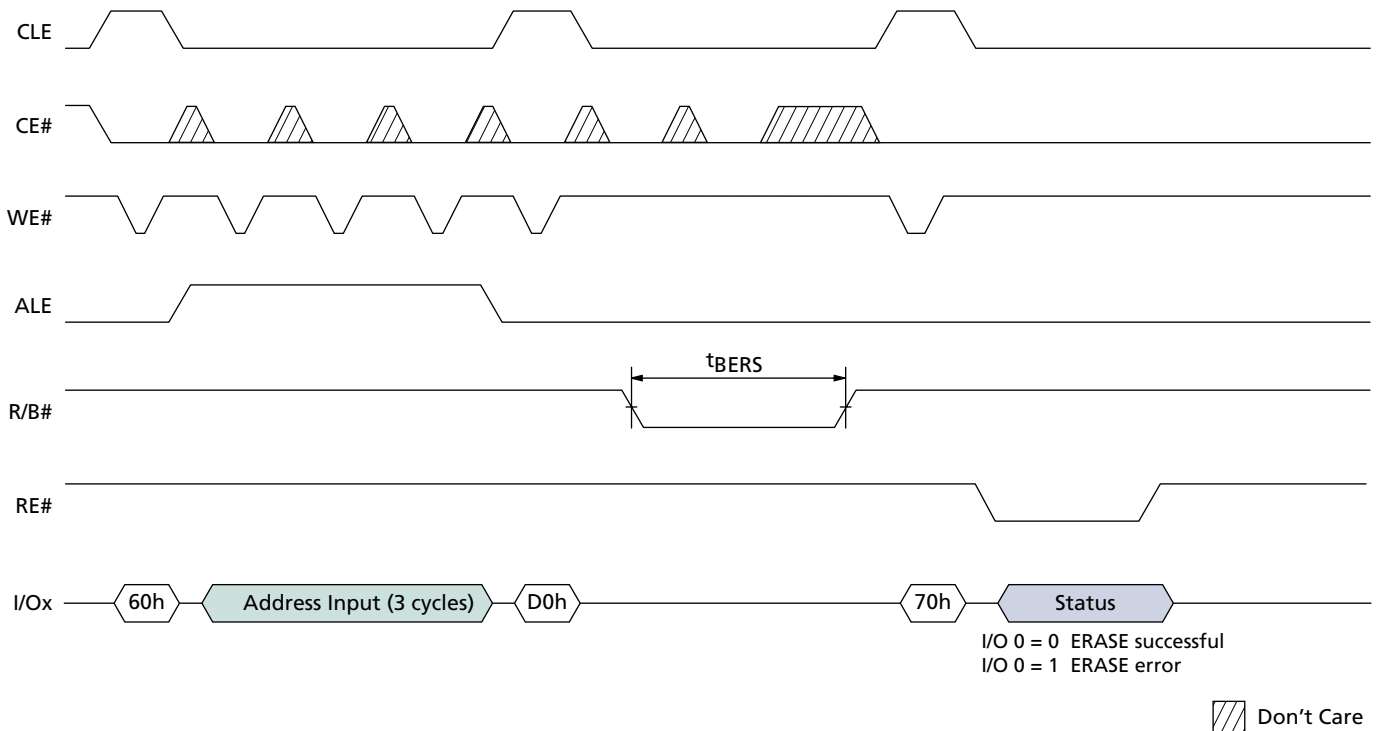 CLE
CE#
WE#
ALE
tBERS
R/B#
RE#
I/Ox
60h
Address Input (3 cycles)
D0h
70h
Status
I/O 0 = 0 ERASE successful
I/O 0 = 1 ERASE error
Don't Care